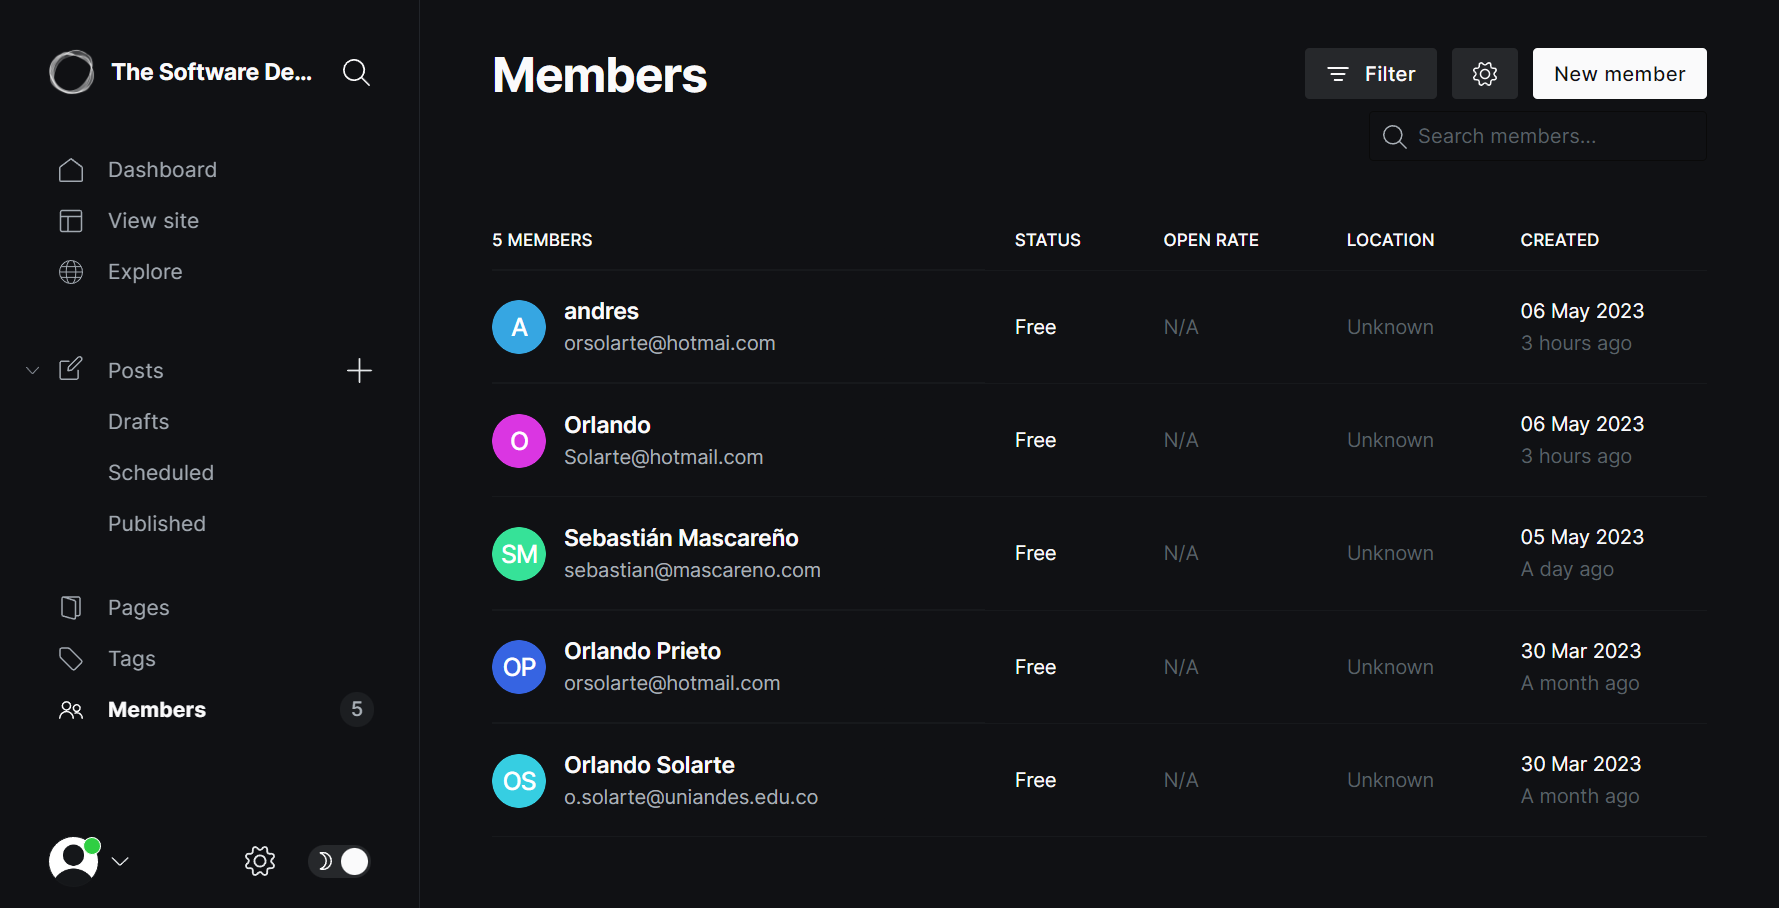 The Software De...
Dashboard
View site
Explore
Posts
Drafts
Scheduled
Published
Pages
Tags
Members
5
Members
Filter
New member
Search members...
5 MEMBERS STATUS OPEN RATE LOCATION CREATED
A
andres
orsolarte@hotmai.com
Free
N/A
Unknown
06 May 2023
3 hours ago
O
Orlando
Solarte@hotmail.com
Free
N/A
Unknown
06 May 2023
3 hours ago
SM
Sebastián Mascareño
sebastian@mascareno.com
Free
N/A
Unknown
05 May 2023
A day ago
OP
Orlando Prieto
orsolarte@hotmail.com
Free
N/A
Unknown
30 Mar 2023
A month ago
OS
Orlando Solarte
o.solarte@uniandes.edu.co
Free
N/A
Unknown
30 Mar 2023
A month ago